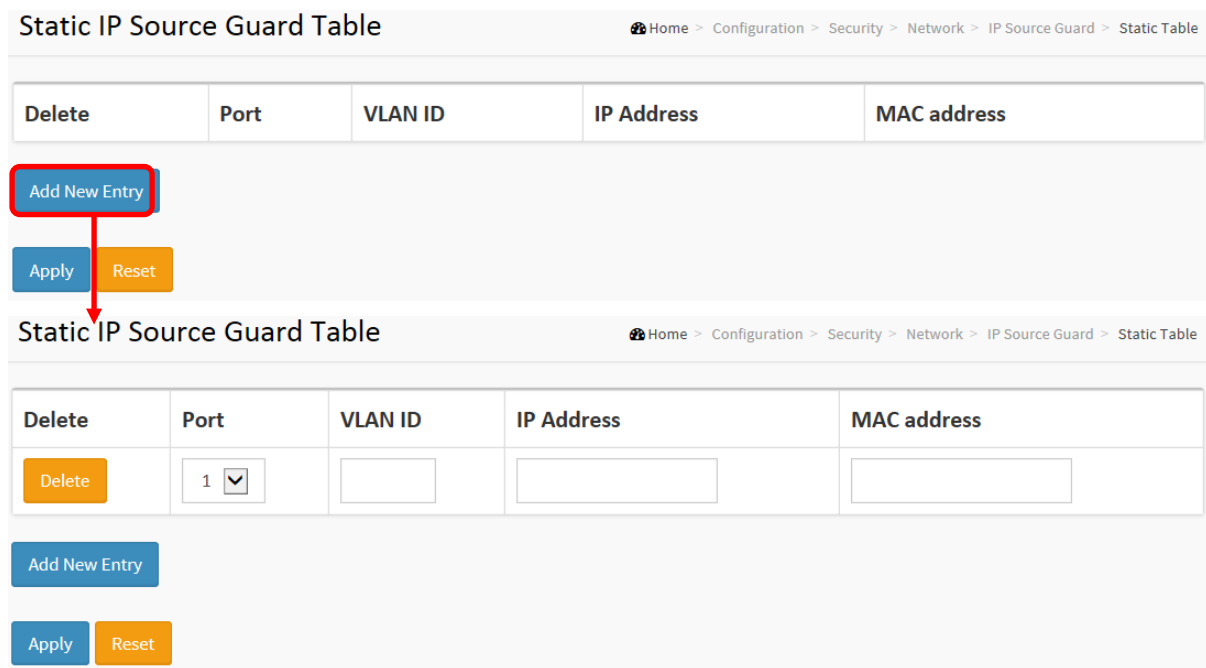 Static IP Source Guard Table Home > Configuration > Security > Network > IP Source Guard > Static Table
Delete Port VLAN ID IP Address MAC address
Add New Entry
Apply Reset
Static IP Source Guard Table Home > Configuration > Security > Network > IP Source Guard > Static Table
Delete Port VLAN ID IP Address MAC address
Delete 1
Add New Entry
Apply Reset